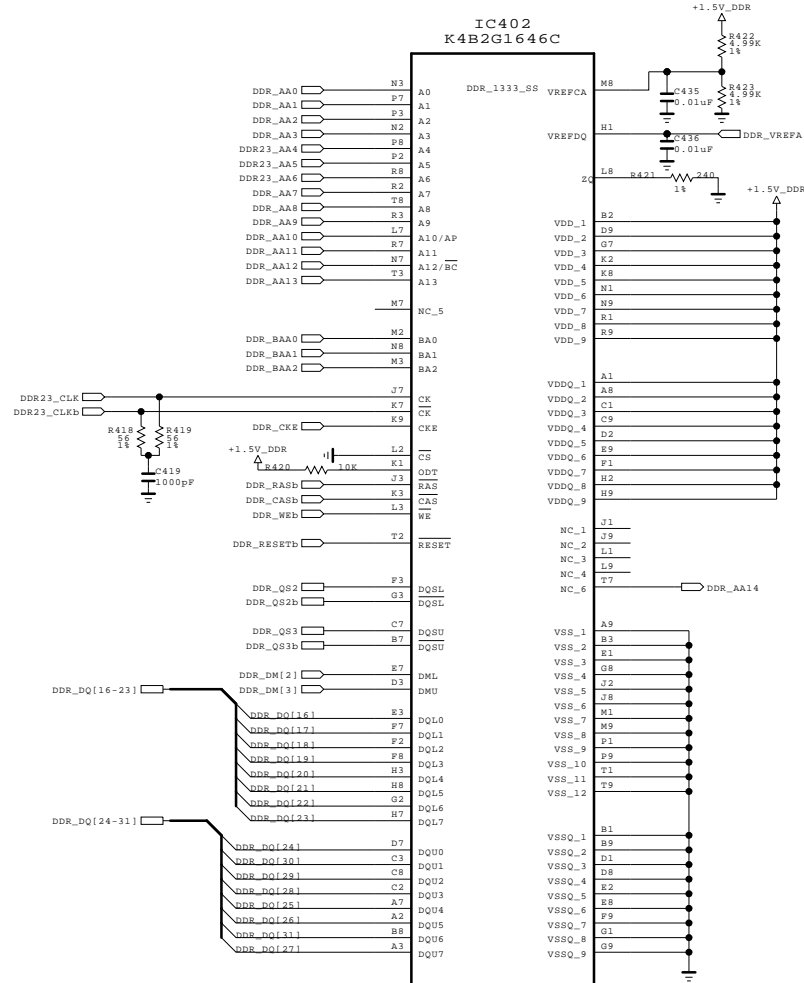 IC402
K4B2G1646C
DDR_1333_SS
+1.5V_DDR
R422
4.99K
1%
R423
4.99K
1%
C435
0.01uF
C436
0.01uF
DDR_VREFA
R421 240
1%
+1.5V_DDR
DDR_AA0 N3 A0
DDR_AA1 P7 A1
DDR_AA2 P3 A2
DDR_AA3 N2 A3
DDR23_AA4 P8 A4
DDR23_AA5 P2 A5
DDR23_AA6 R8 A6
DDR_AA7 R2 A7
DDR_AA8 T8 A8
DDR_AA9 R3 A9
DDR_AA10 L7 A10/AP
DDR_AA11 R7 A11
DDR_AA12 N7 A12/BC
DDR_AA13 T3 A13
M7 NC_5
DDR_BAA0 M2 BA0
DDR_BAA1 N8 BA1
DDR_BAA2 M3 BA2
DDR23_CLK J7 CK
DDR23_CLKb K7 CK
DDR_CKE K9 CKE
R418
56
1%
R419
56
1%
C419
1000pF
+1.5V_DDR
R420 10K
L2 CS
K1 ODT
DDR_RASb J3 RAS
DDR_CASb K3 CAS
DDR_WEb L3 WE
DDR_RESETb T2 RESET
DDR_QS2 F3 DQSL
DDR_QS2b G3 DQSL
DDR_QS3 C7 DQSU
DDR_QS3b B7 DQSU
DDR_DM[2] E7 DML
DDR_DM[3] D3 DMU
DDR_DQ[16-23]
DDR_DQ[16] E3 DQL0
DDR_DQ[17] F7 DQL1
DDR_DQ[18] F2 DQL2
DDR_DQ[19] F8 DQL3
DDR_DQ[20] H3 DQL4
DDR_DQ[21] H8 DQL5
DDR_DQ[22] G2 DQL6
DDR_DQ[23] H7 DQL7
DDR_DQ[24-31]
DDR_DQ[24] D7 DQU0
DDR_DQ[30] C3 DQU1
DDR_DQ[29] C8 DQU2
DDR_DQ[28] C2 DQU3
DDR_DQ[25] A7 DQU4
DDR_DQ[26] A2 DQU5
DDR_DQ[31] B8 DQU6
DDR_DQ[27] A3 DQU7
VREFCA M8
VREFDQ H1
ZQ L8
VDD_1 B2
VDD_2 D9
VDD_3 G7
VDD_4 K2
VDD_5 K8
VDD_6 N1
VDD_7 N9
VDD_8 R1
VDD_9 R9
VDDQ_1 A1
VDDQ_2 A8
VDDQ_3 C1
VDDQ_4 C9
VDDQ_5 D2
VDDQ_6 E9
VDDQ_7 F1
VDDQ_8 H2
VDDQ_9 H9
NC_1 J1
NC_2 J9
NC_3 L1
NC_4 L9
NC_6 T7 DDR_AA14
VSS_1 A9
VSS_2 B3
VSS_3 E1
VSS_4 G8
VSS_5 J2
VSS_6 J8
VSS_7 M1
VSS_8 M9
VSS_9 P1
VSS_10 P9
VSS_11 T1
VSS_12 T9
VSSQ_1 B1
VSSQ_2 B9
VSSQ_3 D1
VSSQ_4 D8
VSSQ_5 E2
VSSQ_6 E8
VSSQ_7 F9
VSSQ_8 G1
VSSQ_9 G9